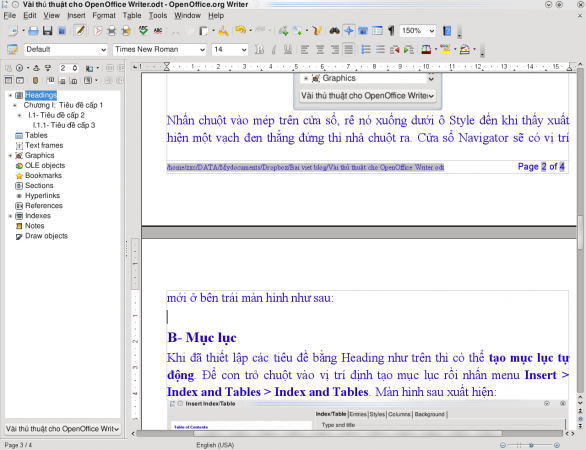 Vài thủ thuật cho OpenOffice Writer.odt - OpenOffice.org Writer
File Edit View Insert Format Table Tools Window Help
150%
Default
Times New Roman
14
2
Headings
Chương I: Tiêu đề cấp 1
I.1- Tiêu đề cấp 2
I.1.1- Tiêu đề cấp 3
Tables
Text frames
Graphics
OLE objects
Bookmarks
Sections
Hyperlinks
References
Indexes
Notes
Draw objects
Vài thủ thuật cho OpenOffice Writ
Graphics
Vài thủ thuật cho OpenOffice Write
Nhấn chuột vào mép trên cửa sổ, rê nó xuống dưới ô Style đến khi thấy xuất
hiện một vạch đen thẳng đứng thì nhả chuột ra. Cửa sổ Navigator sẽ có vị trí
/home/zxc/DATA/Mydocuments/Dropbox/Bai viet blog/Vài thủ thuật cho OpenOffice Writer.odt
Page 2 of 4
mới ở bên trái màn hình như sau:
B- Mục lục
Khi đã thiết lập các tiêu đề bằng Heading như trên thì có thể tạo mục lục tự
động. Để con trỏ chuột vào vị trí định tạo mục lục rồi nhấn menu Insert >
Index and Tables > Index and Tables. Màn hình sau xuất hiện:
Insert Index/Table
Index/Table Entries Styles Columns Background
Type and title
Table of Contents
Page 3 / 4
English (USA)